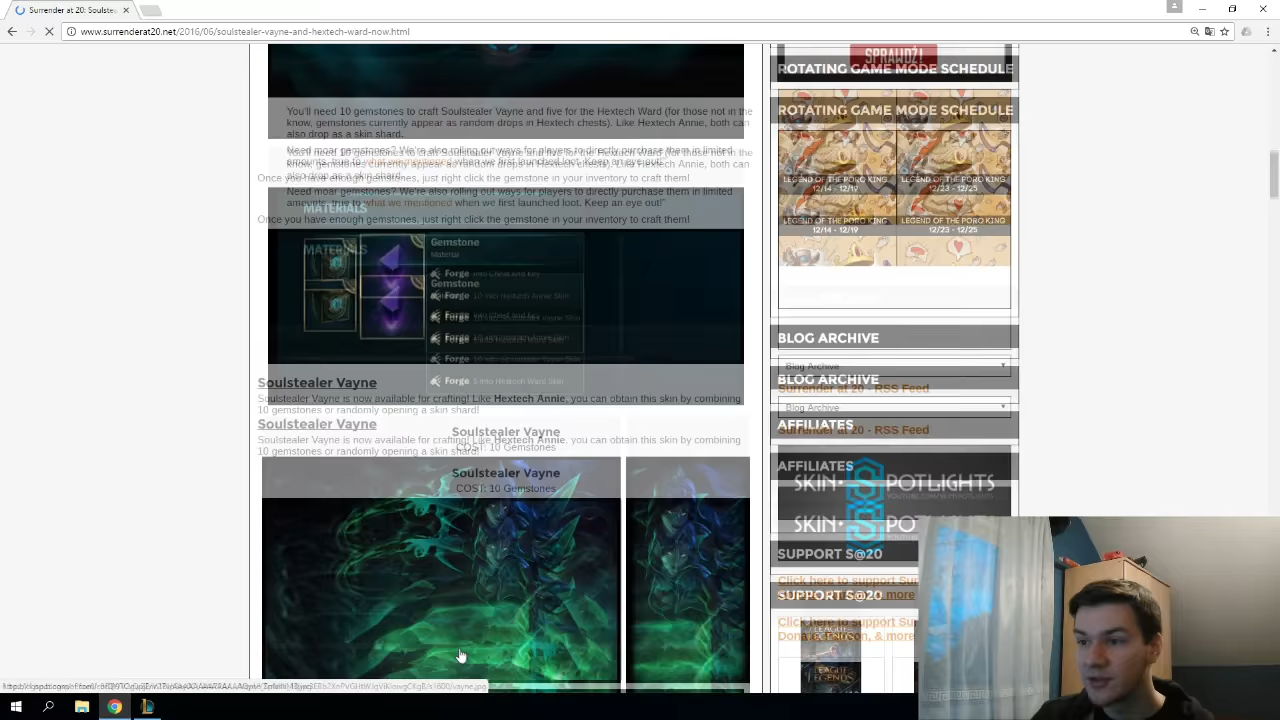 Surrender at 20: Soulstea
www.surrenderat20.net/2016/06/soulstealer-vayne-and-hextech-ward-now.html
SPRAWDŹ!
ROTATING GAME MODE SCHEDULE
ROTATING GAME MODE SCHEDULE
You'll need 10 gemstones to craft Soulstealer Vayne and five for the Hextech Ward (for those not in the
know, gemstones currently appear as random drops in Hextech chests). Like Hextech Annie, both can
also drop as a skin shard.
Need moar gemstones? We're also rolling out ways for players to directly purchase them in limited
amounts, true to what we mentioned when we first launched loot. Keep an eye out!"
Once you have enough gemstones, just right click the gemstone in your inventory to craft them!
Need moar gemstones? We're also rolling out ways for players to directly purchase them in limited
amounts, true to what we mentioned when we first launched loot. Keep an eye out!"
Once you have enough gemstones, just right click the gemstone in your inventory to craft them!
LEGEND OF THE PORO KING
12/14 - 12/19
LEGEND OF THE PORO KING
12/23 - 12/25
LEGEND OF THE PORO KING
12/14 - 12/19
LEGEND OF THE PORO KING
12/23 - 12/25
MATERIALS
MATERIALS
Gemstone
Material
Forge
Gemstone
Forge 10 into Hextech Annie Skin
Forge
Forge
Forge
Forge 5 into Hextech Ward Skin
BLOG ARCHIVE
Blog Archive
BLOG ARCHIVE
Surrender at 20 - RSS Feed
Blog Archive
AFFILIATES
Surrender at 20 - RSS Feed
AFFILIATES
Soulstealer Vayne
Soulstealer Vayne is now available for crafting! Like Hextech Annie, you can obtain this skin by combining
10 gemstones or randomly opening a skin shard!
Soulstealer Vayne
Soulstealer Vayne is now available for crafting! Like Hextech Annie, you can obtain this skin by combining
10 gemstones or randomly opening a skin shard!
Soulstealer Vayne
COST: 10 Gemstones
Soulstealer Vayne
COST: 10 Gemstones
SKIN SPOTLIGHTS
SKIN SPOTLIGHTS
SUPPORT S@20
Click here to support Sur
more
SUPPORT S@20
Click here to support Su
& more
LEAGUE
LEGENDS
LEGENDS